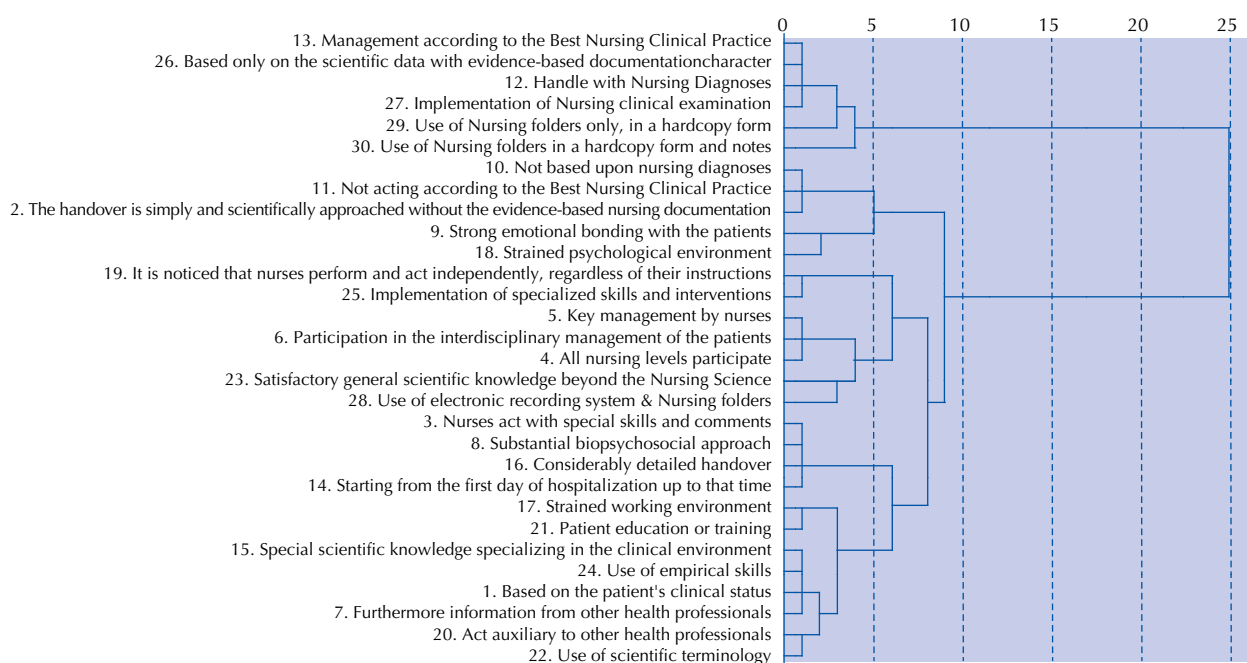 0 5 10 15 20 25
13. Management according to the Best Nursing Clinical Practice
26. Based only on the scientific data with evidence-based documentationcharacter
12. Handle with Nursing Diagnoses
27. Implementation of Nursing clinical examination
29. Use of Nursing folders only, in a hardcopy form
30. Use of Nursing folders in a hardcopy form and notes
10. Not based upon nursing diagnoses
11. Not acting according to the Best Nursing Clinical Practice
2. The handover is simply and scientifically approached without the evidence-based nursing documentation
9. Strong emotional bonding with the patients
18. Strained psychological environment
19. It is noticed that nurses perform and act independently, regardless of their instructions
25. Implementation of specialized skills and interventions
5. Key management by nurses
6. Participation in the interdisciplinary management of the patients
4. All nursing levels participate
23. Satisfactory general scientific knowledge beyond the Nursing Science
28. Use of electronic recording system & Nursing folders
3. Nurses act with special skills and comments
8. Substantial biopsychosocial approach
16. Considerably detailed handover
14. Starting from the first day of hospitalization up to that time
17. Strained working environment
21. Patient education or training
15. Special scientific knowledge specializing in the clinical environment
24. Use of empirical skills
1. Based on the patient's clinical status
7. Furthermore information from other health professionals
20. Act auxiliary to other health professionals
22. Use of scientific terminology